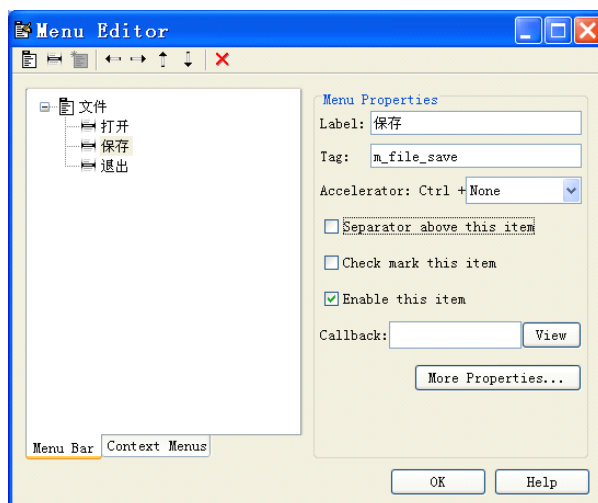 Menu Editor
文件
打开
保存
退出
Menu Bar
Context Menus
Menu Properties
Label: 保存
Tag: m_file_save
Accelerator: Ctrl + None
Separator above this item
Check mark this item
Enable this item
Callback: View
More Properties...
OK Help